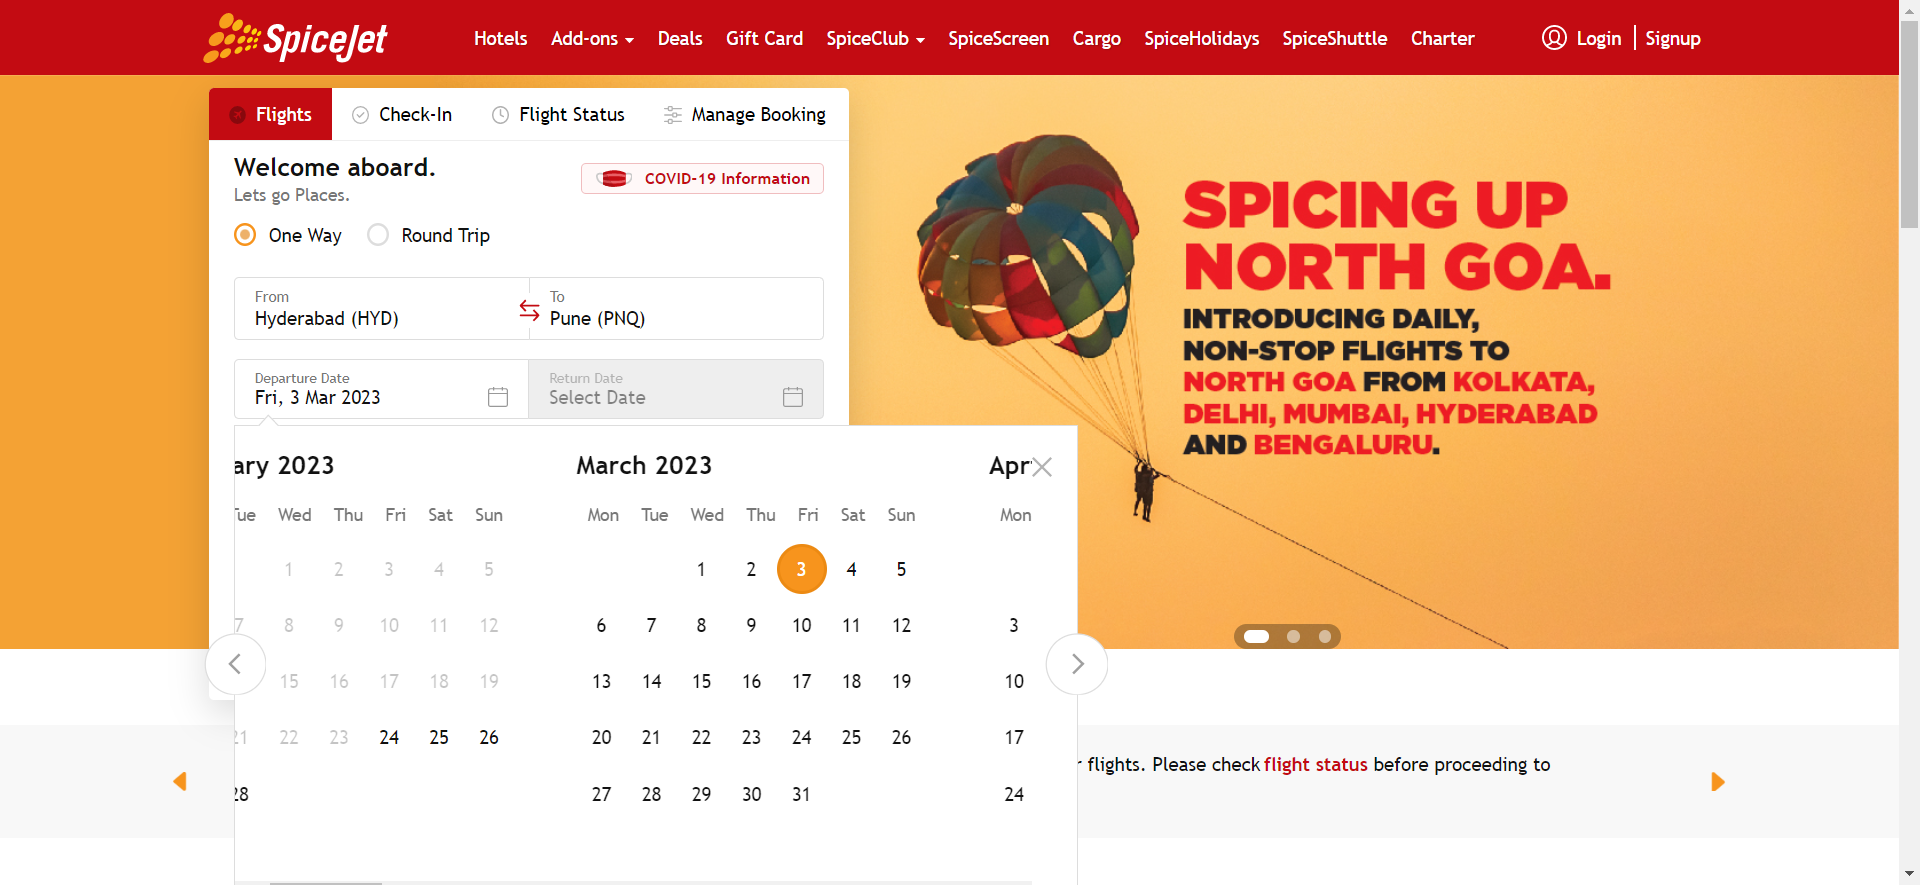 SpiceJet
Hotels Add-ons Deals Gift Card SpiceClub SpiceScreen Cargo SpiceHolidays SpiceShuttle Charter Login Signup
Flights Check-In Flight Status Manage Booking
Welcome aboard.
Lets go Places.
COVID-19 Information
One Way Round Trip
From
Hyderabad (HYD)
To
Pune (PNQ)
Departure Date
Fri, 3 Mar 2023
Return Date
Select Date
SPICING UP
NORTH GOA.
INTRODUCING DAILY,
NON-STOP FLIGHTS TO
NORTH GOA FROM KOLKATA,
DELHI, MUMBAI, HYDERABAD
AND BENGALURU.
ary 2023
Tue Wed Thu Fri Sat Sun
1 2 3 4 5
7 8 9 10 11 12
15 16 17 18 19
21 22 23 24 25 26
28
March 2023
Mon Tue Wed Thu Fri Sat Sun
1 2 3 4 5
6 7 8 9 10 11 12
13 14 15 16 17 18 19
20 21 22 23 24 25 26
27 28 29 30 31
Apr
Mon
3
10
17
24
flights. Please check flight status before proceeding to